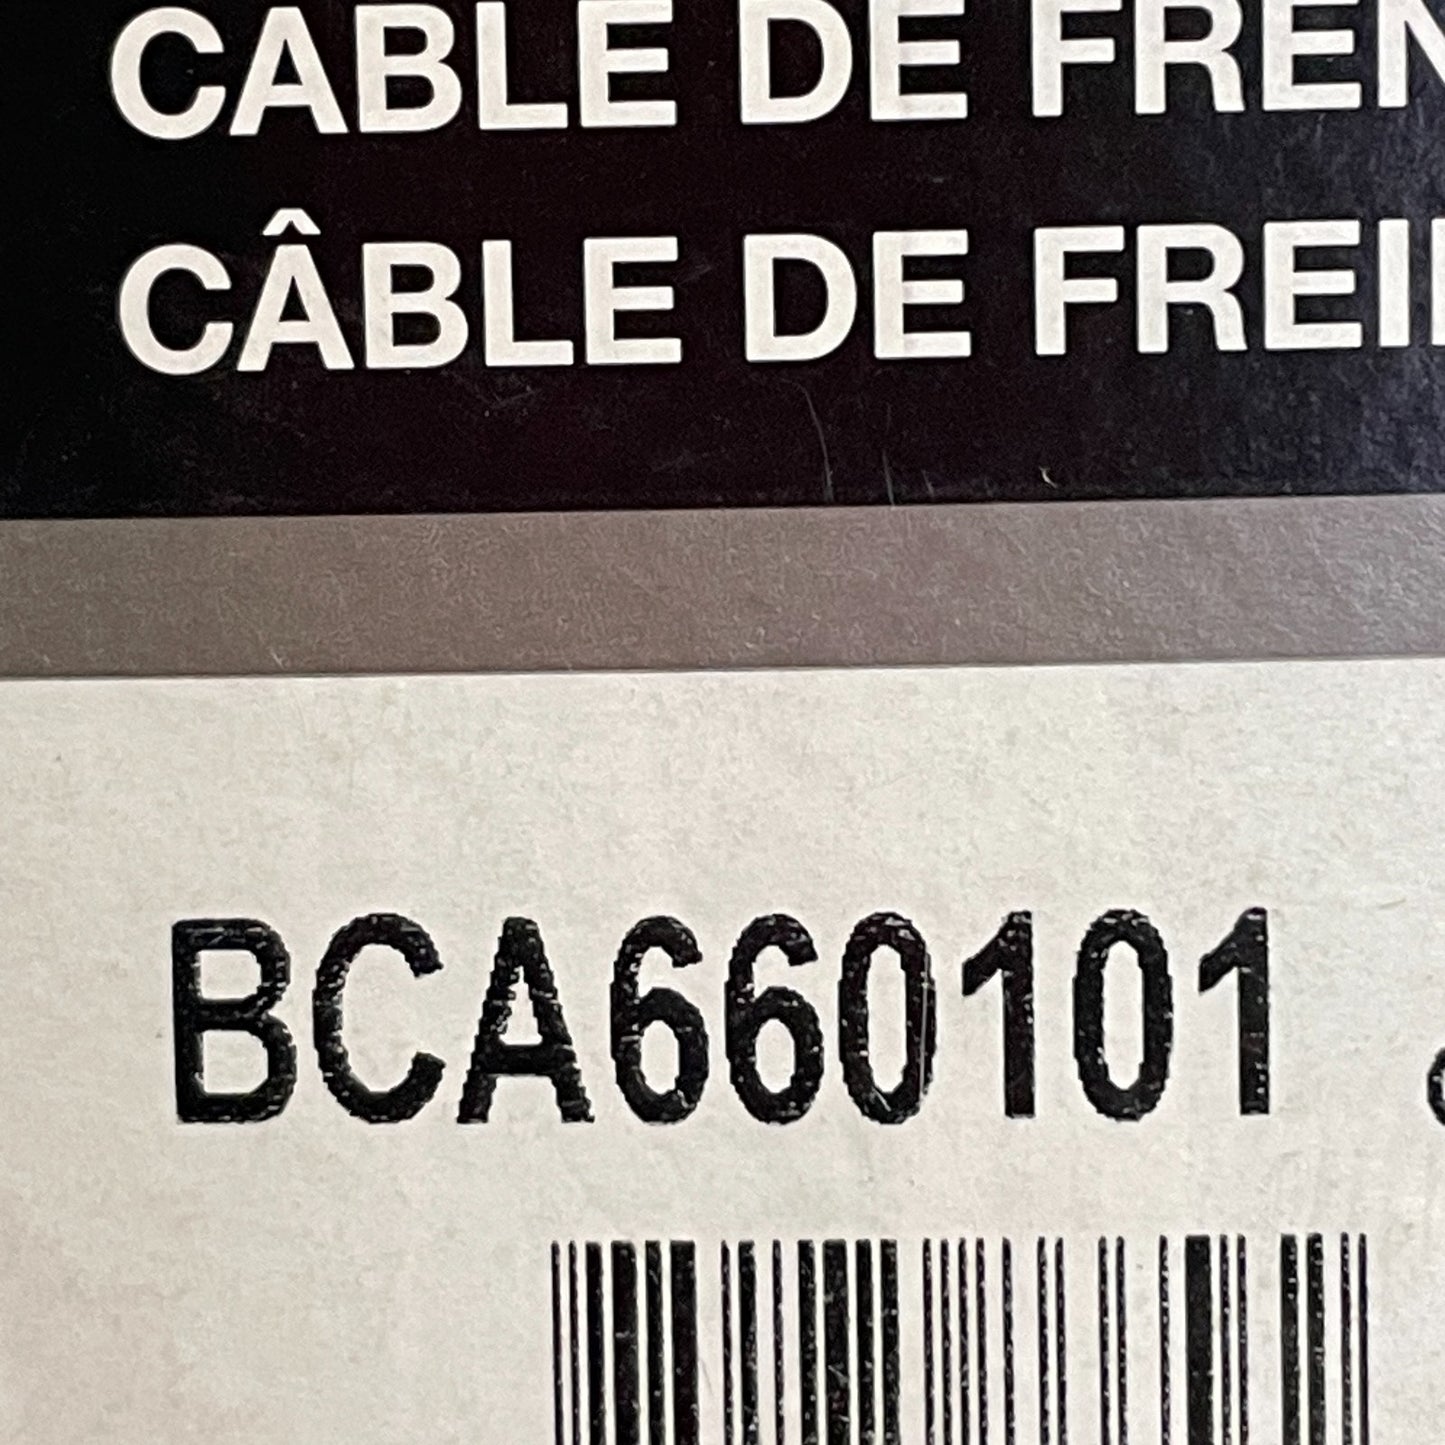 CABLE DE FREN
CÂBLE DE FREI
BCA660101